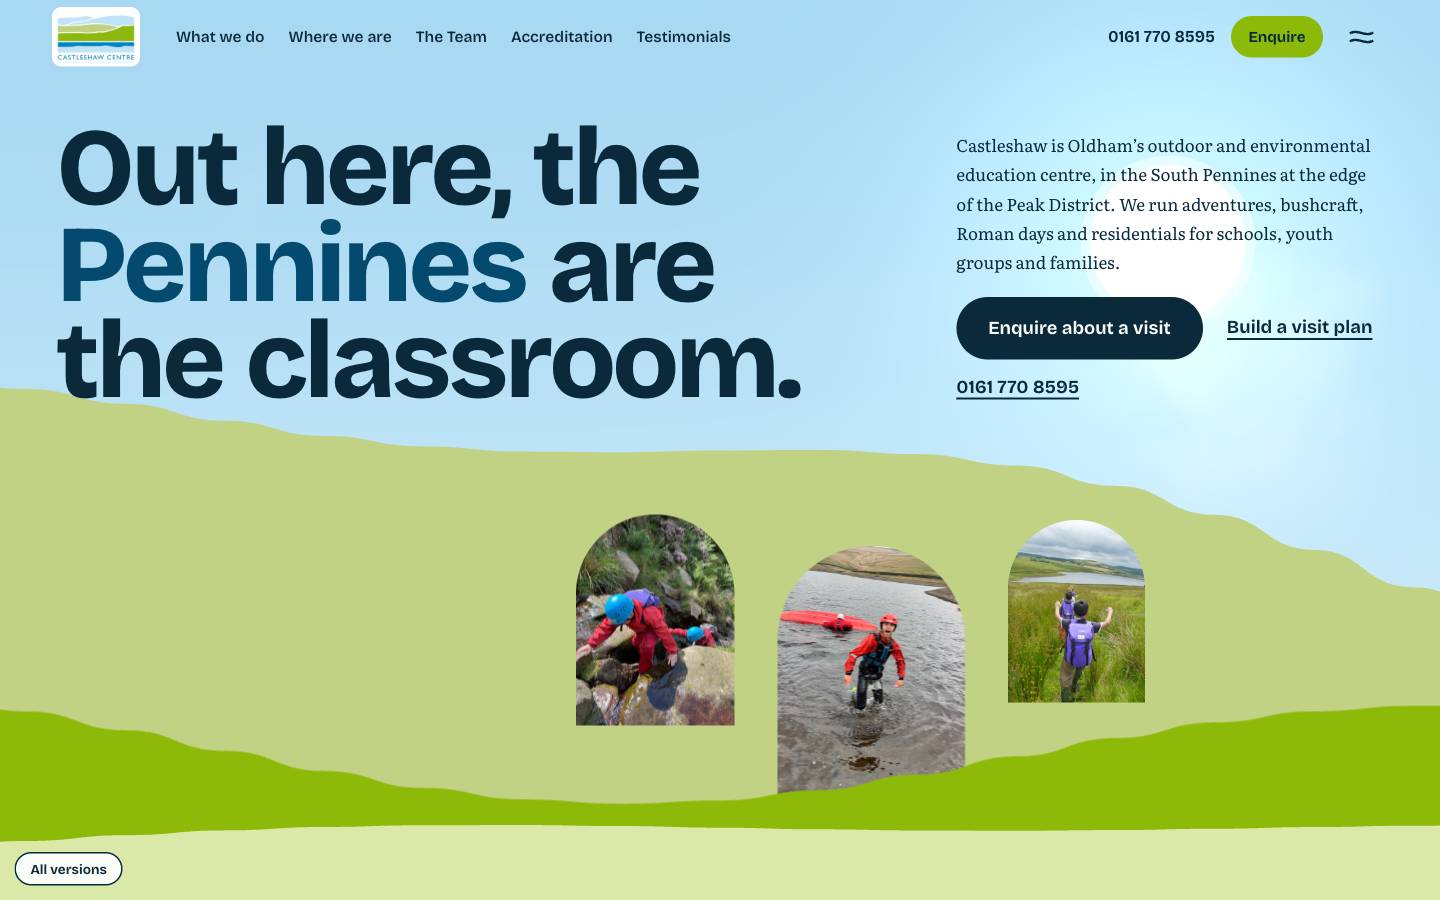 CASTLESHAW CENTRE
What we do
Where we are
The Team
Accreditation
Testimonials
0161 770 8595
Enquire
Out here, the
Pennines are
the classroom.
Castleshaw is Oldham’s outdoor and environmental
education centre, in the South Pennines at the edge
of the Peak District. We run adventures, bushcraft,
Roman days and residentials for schools, youth
groups and families.
Enquire about a visit
Build a visit plan
0161 770 8595
All versions